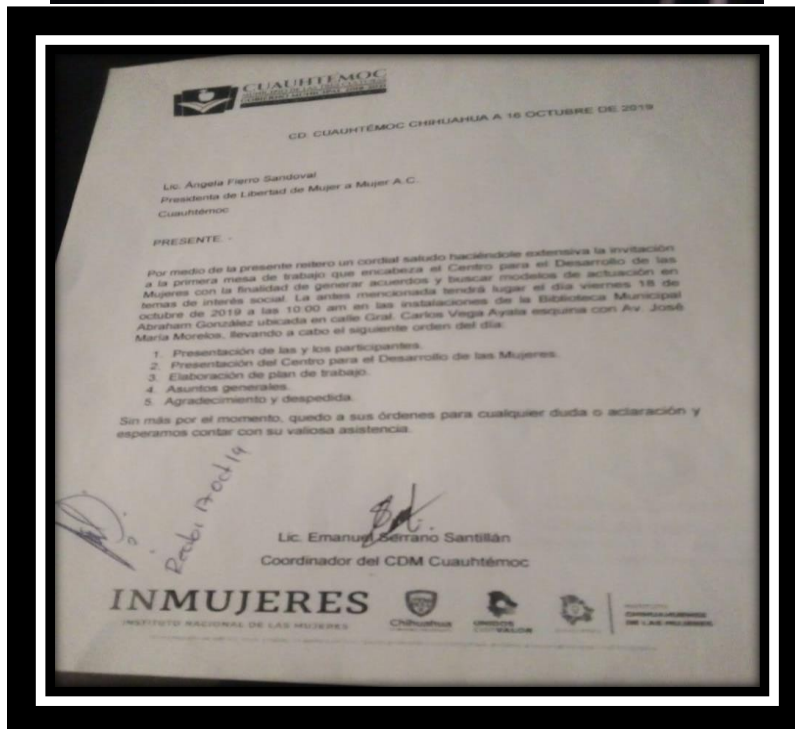 CUAUHTÉMOC
CD. CUAUHTÉMOC CHIHUAHUA A 16 OCTUBRE DE 2019
Lic. Ángela Fierro Sandoval
Presidenta de Libertad de Mujer a Mujer A.C.
Cuauhtémoc
PRESENTE. -
Por medio de la presente reitero un cordial saludo haciéndole extensiva la invitación
a la primera mesa de trabajo que encabeza el Centro para el Desarrollo de las
Mujeres con la finalidad de generar acuerdos y buscar modelos de actuación en
temas de interés social. La antes mencionada tendrá lugar el día viernes 18 de
octubre de 2019 a las 10:00 am en las instalaciones de la Biblioteca Municipal
Abraham González ubicada en calle Gral. Carlos Vega Ayala esquina con Av. José
María Morelos, llevando a cabo el siguiente orden del día:
1. Presentación de las y los participantes.
2. Presentación del Centro para el Desarrollo de las Mujeres.
3. Elaboración de plan de trabajo.
4. Asuntos generales.
5. Agradecimiento y despedida.
Sin más por el momento, quedo a sus órdenes para cualquier duda o aclaración y
esperamos contar con su valiosa asistencia.
Recibi 17 oct 19
Lic. Emanuel Serrano Santillán
Coordinador del CDM Cuauhtémoc
INMUJERES
INSTITUTO NACIONAL DE LAS MUJERES
Chihuahua
UNIDOS
CON VALOR
CHIHUAHUENSE
DE LAS MUJERES